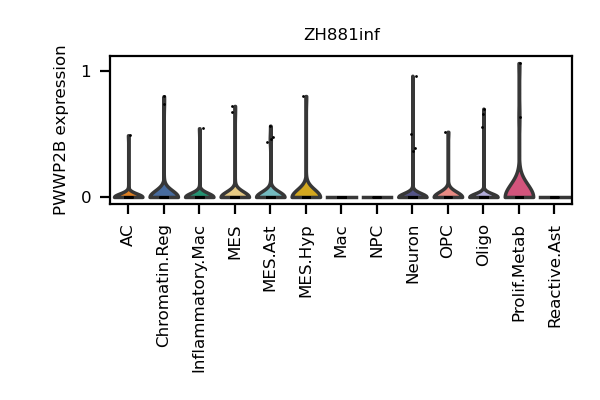 ZH881inf
PWWP2B expression
1
0
AC
Chromatin.Reg
Inflammatory.Mac
MES
MES.Ast
MES.Hyp
Mac
NPC
Neuron
OPC
Oligo
Prolif.Metab
Reactive.Ast